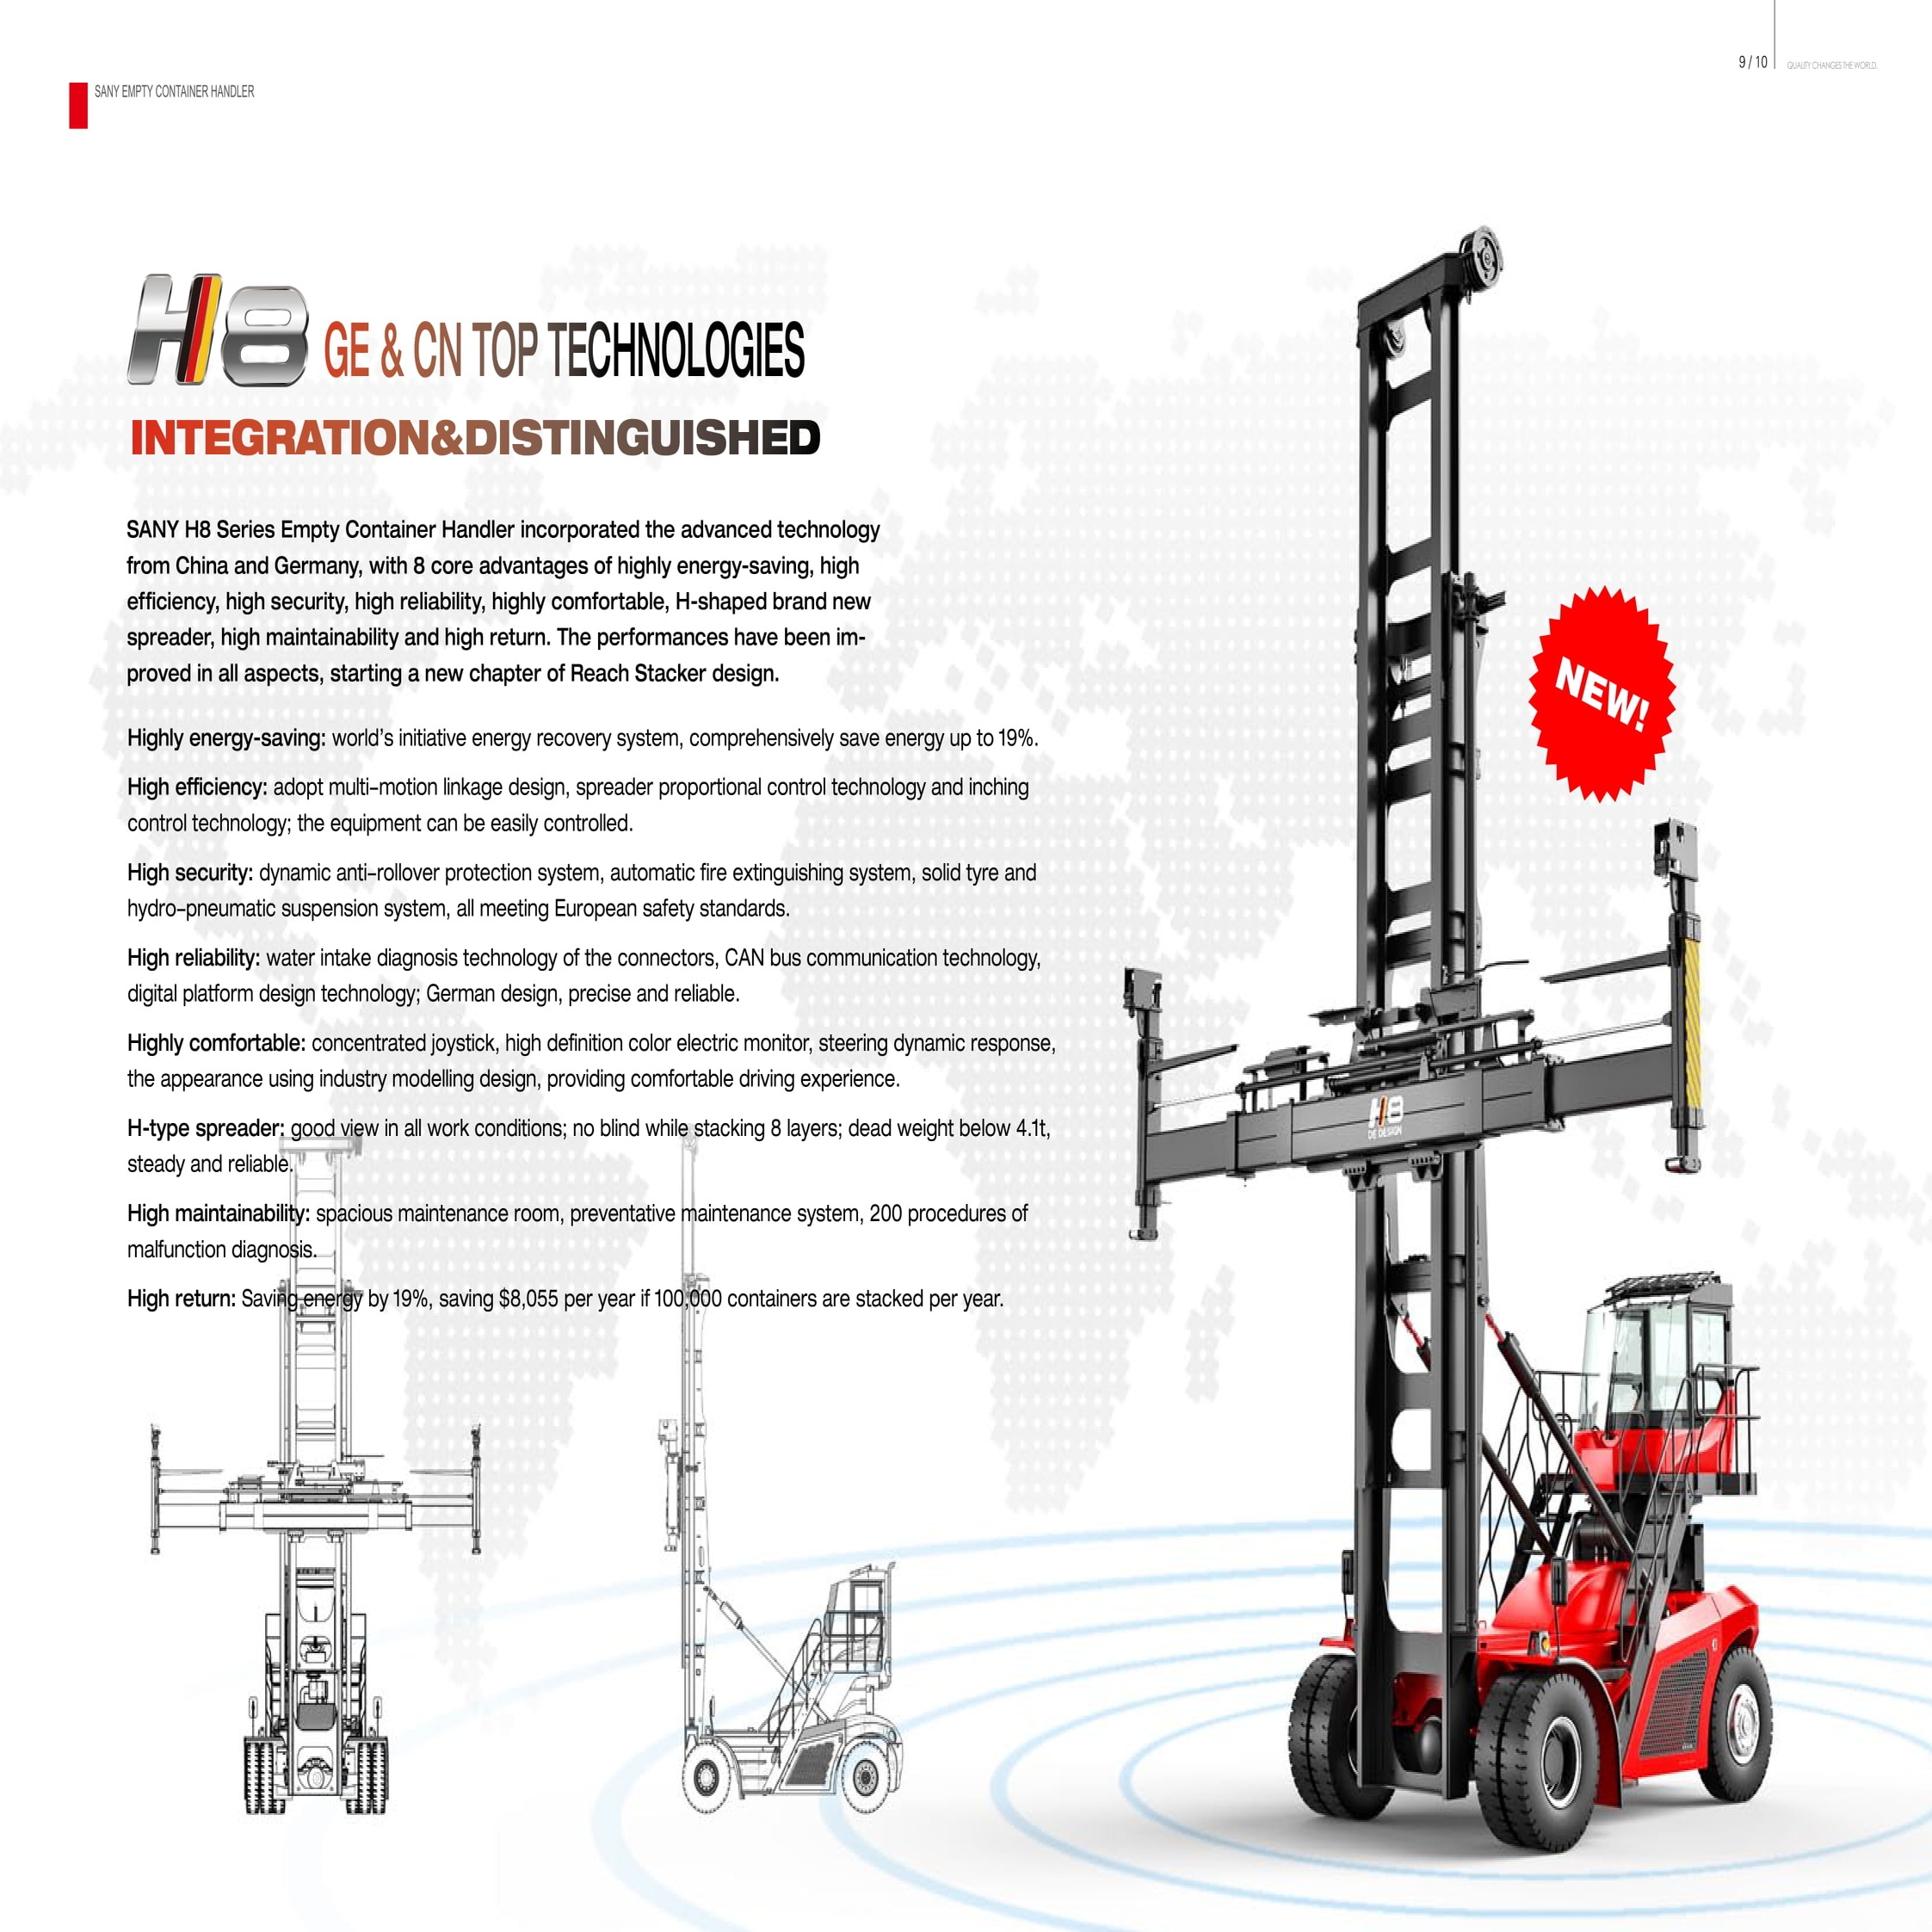 9 / 10
QUALITY CHANGES THE WORLD.
SANY EMPTY CONTAINER HANDLER
H8 GE & CN TOP TECHNOLOGIES
INTEGRATION&DISTINGUISHED
SANY H8 Series Empty Container Handler incorporated the advanced technology
from China and Germany, with 8 core advantages of highly energy-saving, high
efficiency, high security, high reliability, highly comfortable, H-shaped brand new
spreader, high maintainability and high return. The performances have been im-
proved in all aspects, starting a new chapter of Reach Stacker design.
Highly energy-saving: world's initiative energy recovery system, comprehensively save energy up to 19%.
High efficiency: adopt multi-motion linkage design, spreader proportional control technology and inching
control technology; the equipment can be easily controlled.
High security: dynamic anti-rollover protection system, automatic fire extinguishing system, solid tyre and
hydro-pneumatic suspension system, all meeting European safety standards.
High reliability: water intake diagnosis technology of the connectors, CAN bus communication technology,
digital platform design technology; German design, precise and reliable.
Highly comfortable: concentrated joystick, high definition color electric monitor, steering dynamic response,
the appearance using industry modelling design, providing comfortable driving experience.
H-type spreader: good view in all work conditions; no blind while stacking 8 layers; dead weight below 4.1t,
steady and reliable.
High maintainability: spacious maintenance room, preventative maintenance system, 200 procedures of
malfunction diagnosis.
High return: Saving energy by 19%, saving $8,055 per year if 100,000 containers are stacked per year.
NEW!
H8
DE DESIGN